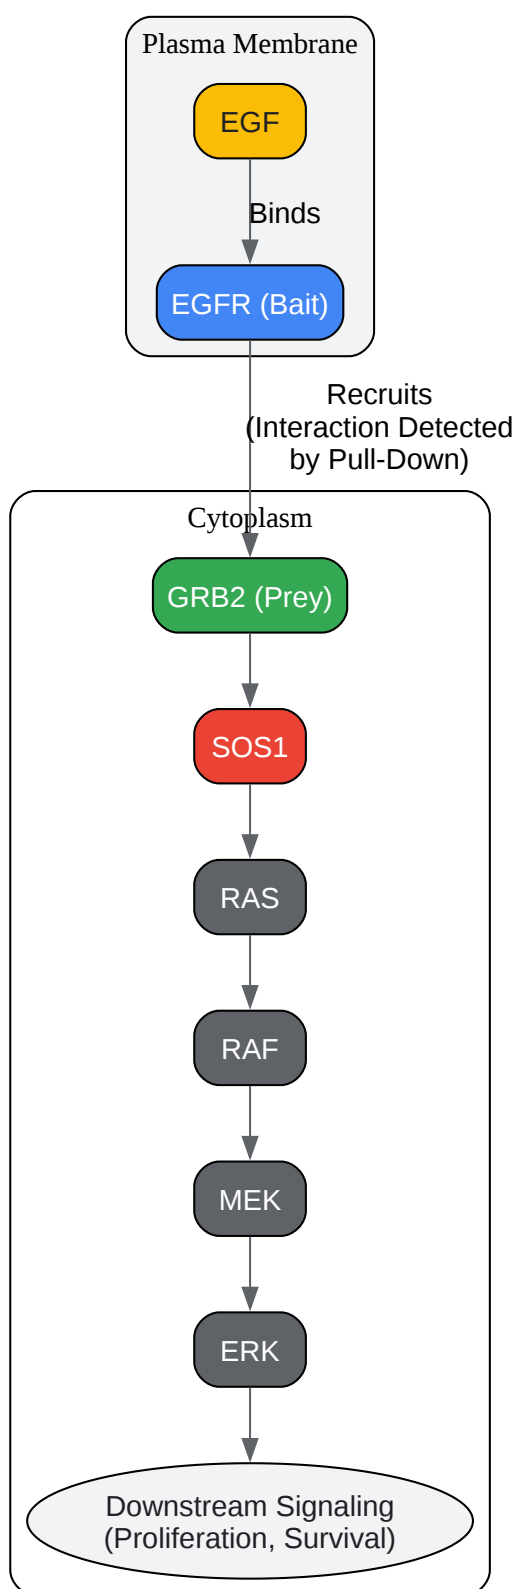 Plasma Membrane
EGF
Binds
EGFR (Bait)
Recruits
(Interaction Detected
by Pull-Down)
Cytoplasm
GRB2 (Prey)
SOS1
RAS
RAF
MEK
ERK
Downstream Signaling
(Proliferation, Survival)